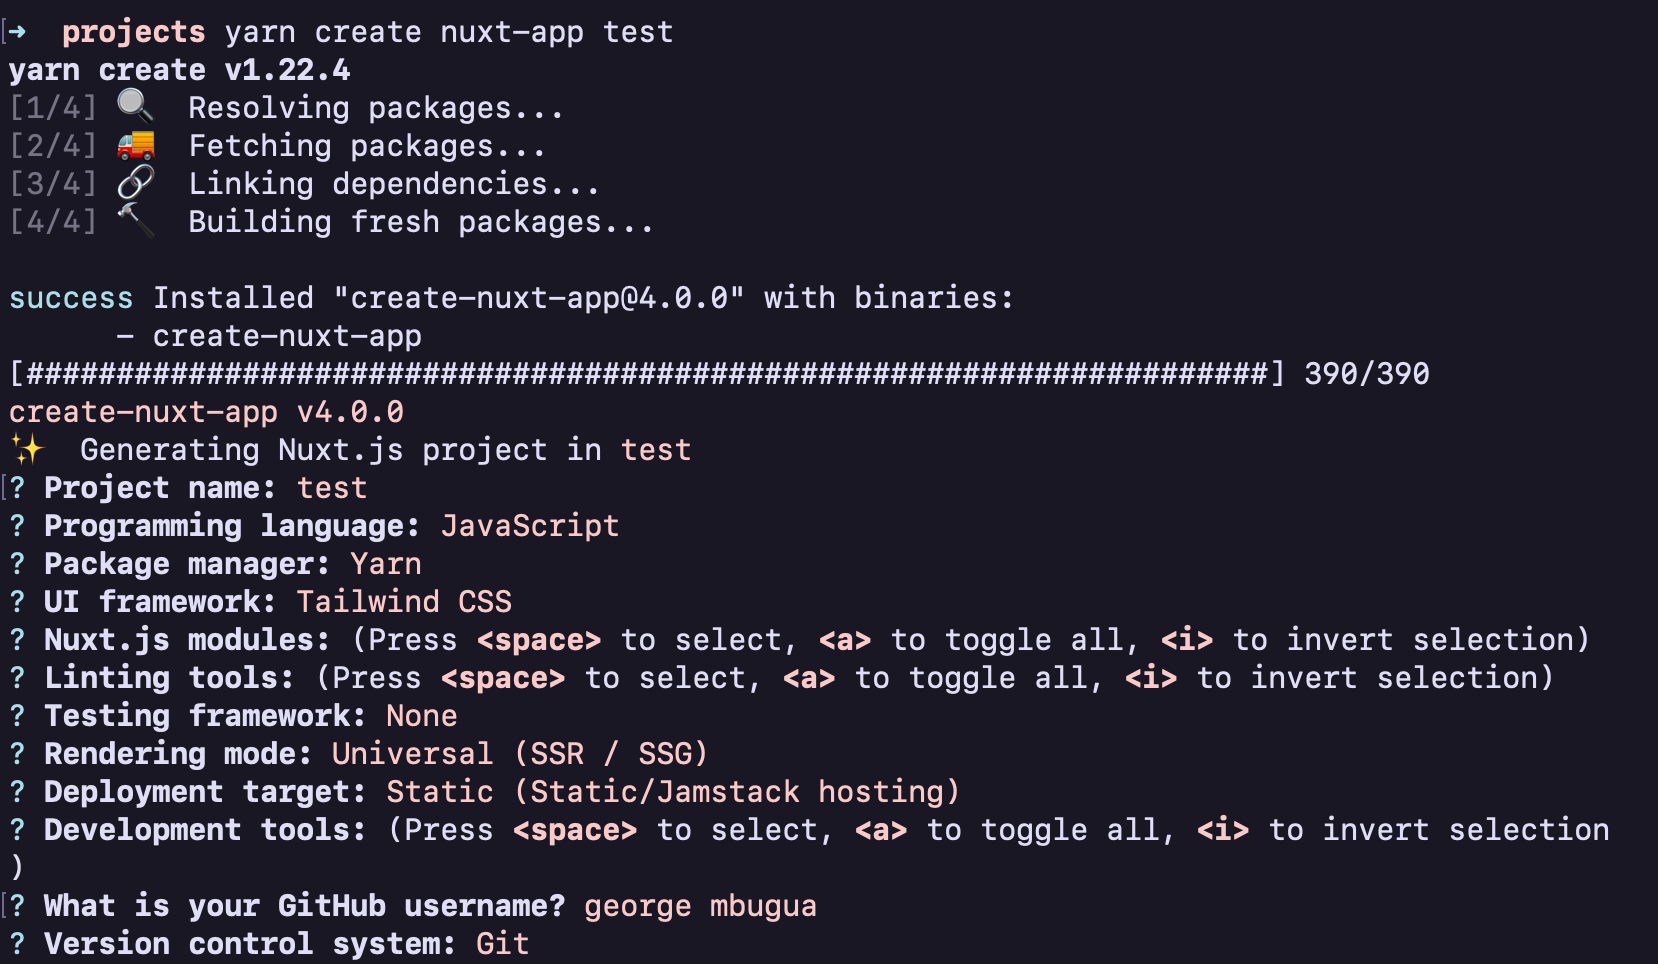 → projects yarn create nuxt-app test
yarn create v1.22.4
[1/4] 🔍 Resolving packages...
[2/4] 🚚 Fetching packages...
[3/4] 🔗 Linking dependencies...
[4/4] 🔨 Building fresh packages...
success Installed "create-nuxt-app@4.0.0" with binaries:
- create-nuxt-app
[#####################################################################] 390/390
create-nuxt-app v4.0.0
✨ Generating Nuxt.js project in test
? Project name: test
? Programming language: JavaScript
? Package manager: Yarn
? UI framework: Tailwind CSS
? Nuxt.js modules: (Press <space> to select, <a> to toggle all, <i> to invert selection)
? Linting tools: (Press <space> to select, <a> to toggle all, <i> to invert selection)
? Testing framework: None
? Rendering mode: Universal (SSR / SSG)
? Deployment target: Static (Static/Jamstack hosting)
? Development tools: (Press <space> to select, <a> to toggle all, <i> to invert selection
)
? What is your GitHub username? george mbugua
? Version control system: Git